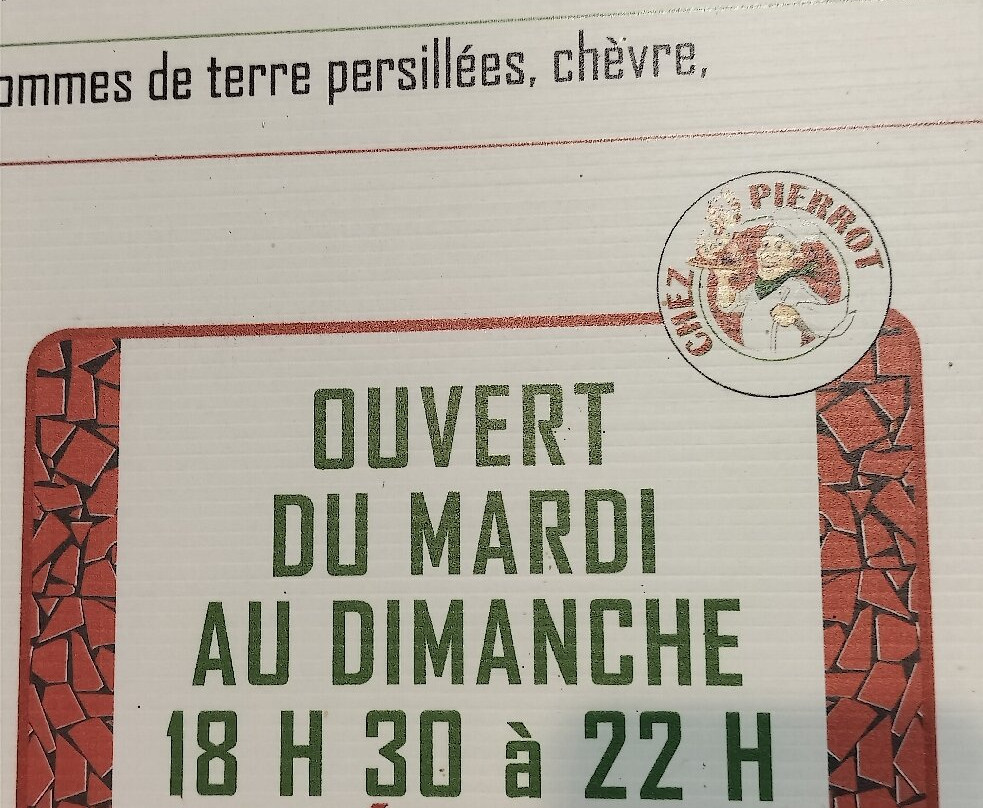 ommes de terre persillées, chèvre,
CHEZ PIERROT
OUVERT
DU MARDI
AU DIMANCHE
18 H 30 à 22 H